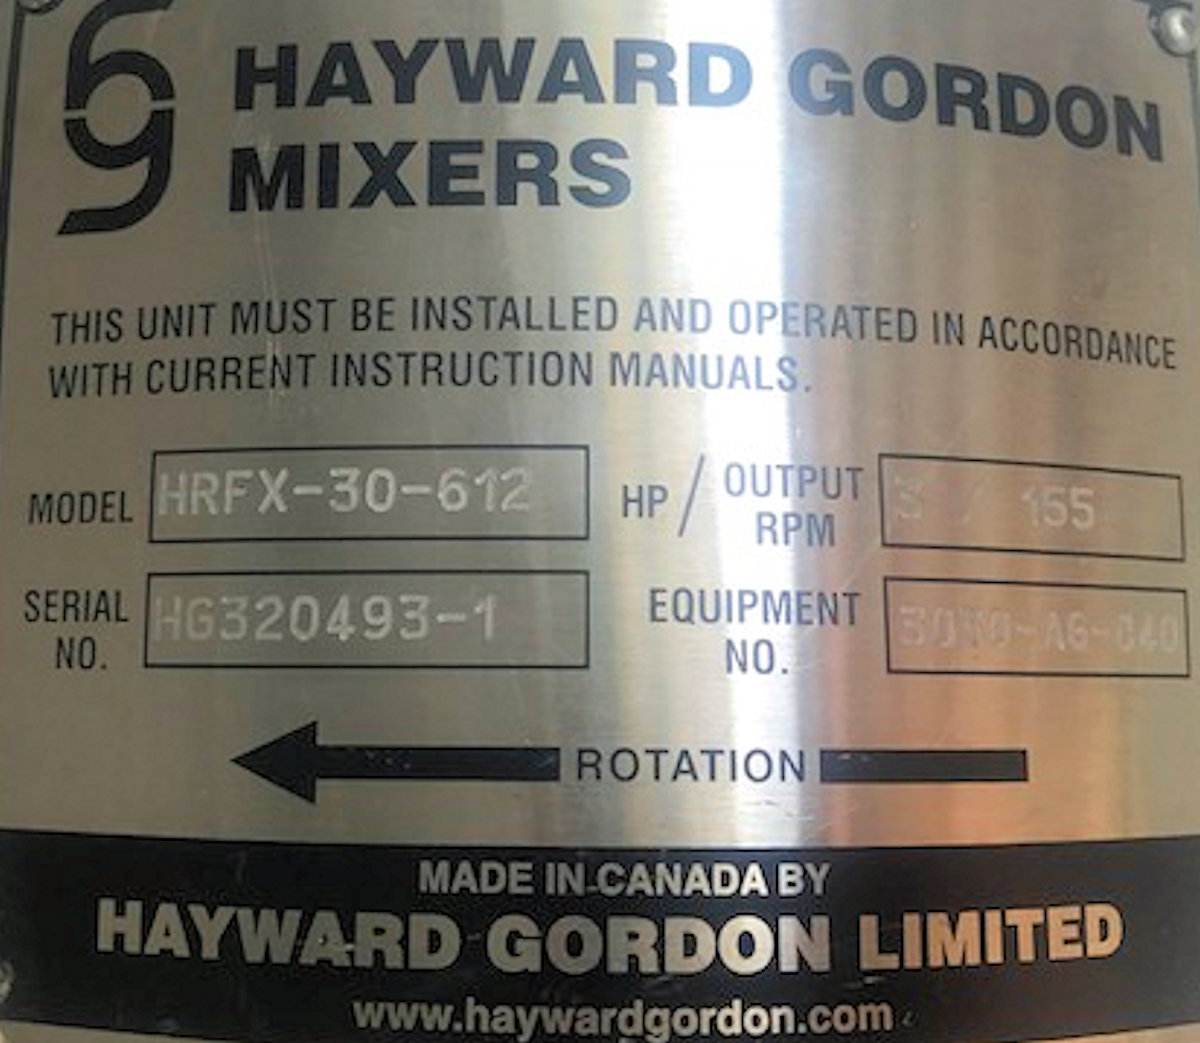 HAYWARD GORDON
MIXERS
THIS UNIT MUST BE INSTALLED AND OPERATED IN ACCORDANCE
WITH CURRENT INSTRUCTION MANUALS.
MODEL HRFX-30-612 HP / OUTPUT RPM 3 / 155
SERIAL NO. HG320493-1 EQUIPMENT NO.
ROTATION
MADE IN CANADA BY
HAYWARD GORDON LIMITED
www.haywardgordon.com